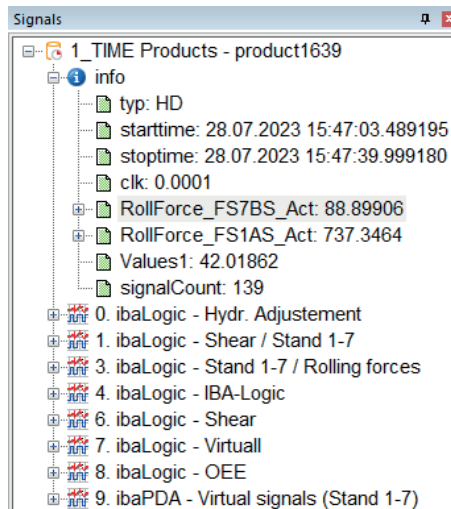 Signals
1_TIME Products - product1639
info
typ: HD
starttime: 28.07.2023 15:47:03.489195
stoptime: 28.07.2023 15:47:39.999180
clk: 0.0001
RollForce_FS7BS_Act: 88.89906
RollForce_FS1AS_Act: 737.3464
Values1: 42.01862
signalCount: 139
0. ibaLogic - Hydr. Adjustement
1. ibaLogic - Shear / Stand 1-7
3. ibaLogic - Stand 1-7 / Rolling forces
4. ibaLogic - IBA-Logic
6. ibaLogic - Shear
7. ibaLogic - Virtuall
8. ibaLogic - OEE
9. ibaPDA - Virtual signals (Stand 1-7)